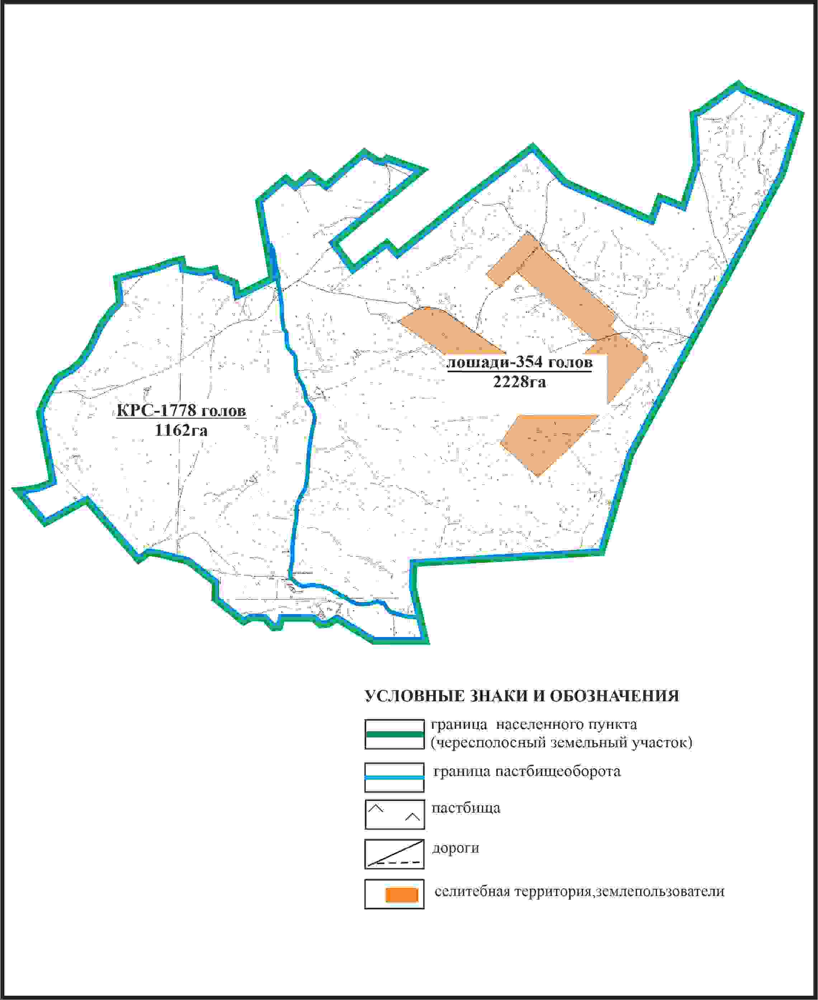 лошади-354 голов
2228га
КРС-1778 голов
1162га
УСЛОВНЫЕ ЗНАКИ И ОБОЗНАЧЕНИЯ
граница населенного пункта
(чересполосный земельный участок)
граница пастбищеоборота
пастбища
дороги
селитебная территория,землепользователи